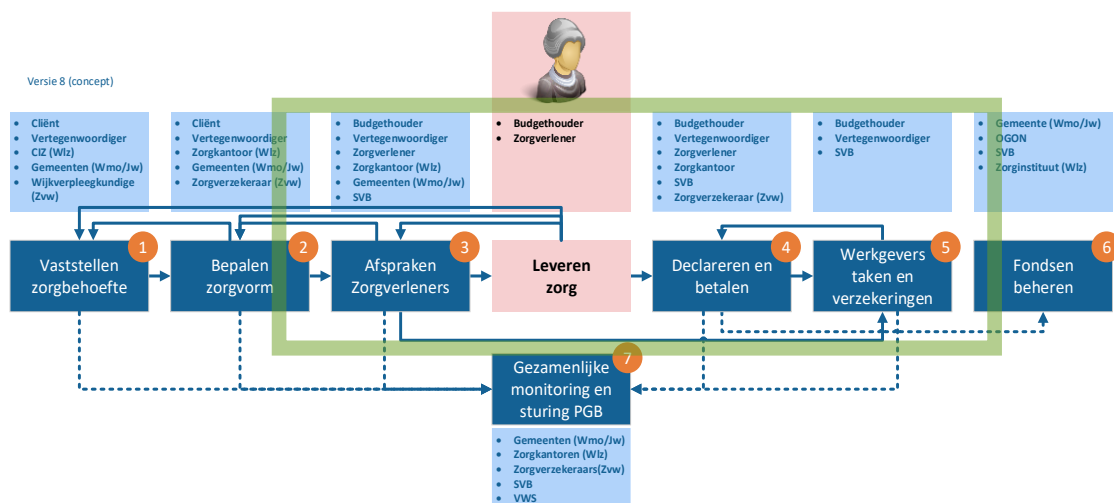 Versie 8 (concept)
• Cliënt
• Vertegenwoordiger
• CIZ (Wlz)
• Gemeenten (Wmo/Jw)
• Wijkverpleegkundige
(Zvw)
• Cliënt
• Vertegenwoordiger
• Zorgkantoor (Wlz)
• Gemeenten (Wmo/Jw)
• Zorgverzekeraar (Zvw)
• Budgethouder
• Vertegenwoordiger
• Zorgverlener
• Zorgkantoor (Wlz)
• Gemeenten (Wmo/Jw)
• SVB
• Budgethouder
• Zorgverlener
• Budgethouder
• Vertegenwoordiger
• Zorgverlener
• Zorgkantoor
• SVB
• Zorgverzekeraar (Zvw)
• Budgethouder
• Vertegenwoordiger
• SVB
• Gemeente (Wmo/Jw)
• OGON
• SVB
• Zorginstituut (Wlz)
1
Vaststellen
zorgbehoefte
2
Bepalen
zorgvorm
3
Afspraken
Zorgverleners
Leveren
zorg
4
Declareren en
betalen
5
Werkgevers
taken en
verzekeringen
6
Fondsen
beheren
7
Gezamenlijke
monitoring en
sturing PGB
• Gemeenten (Wmo/Jw)
• Zorgkantoren (Wlz)
• Zorgverzekeraars(Zvw)
• SVB
• VWS